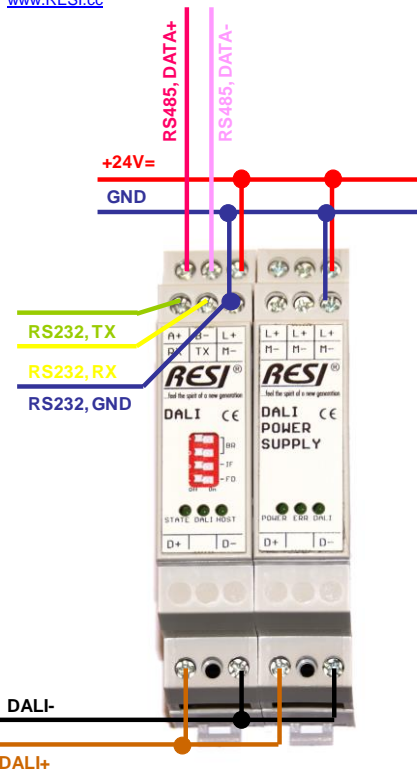 www.RESI.cc
RS485, DATA+
RS485, DATA-
+24V=
GND
RS232, TX
RS232, RX
RS232, GND
A+ B- L+
RX TX M-
RESI®
...feel the spirit of a new generation
DALI CE
BR
IF
FD
Off On
STATE DALI HOST
D+ D-
L+ L+ L+
M- M- M-
RESI®
...feel the spirit of a new generation
DALI CE
POWER
SUPPLY
POWER ERR DALI
D+ D-
DALI-
DALI+